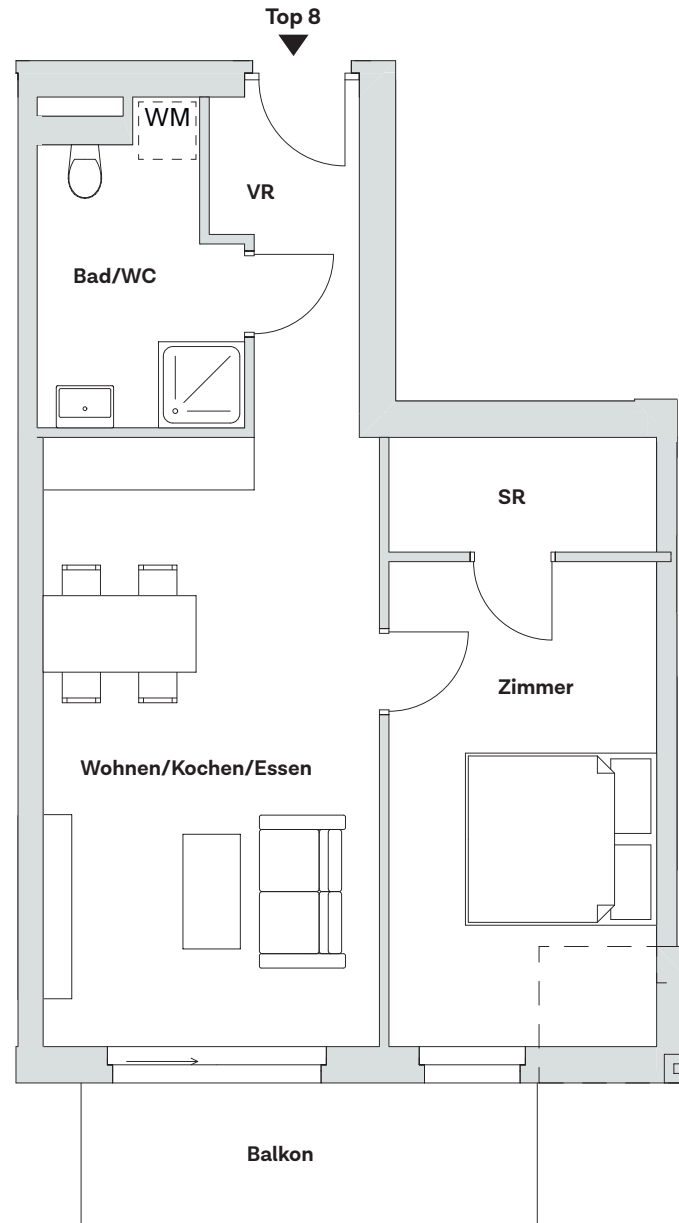 Top 8
WM
VR
Bad/WC
SR
Zimmer
Wohnen/Kochen/Essen
Balkon